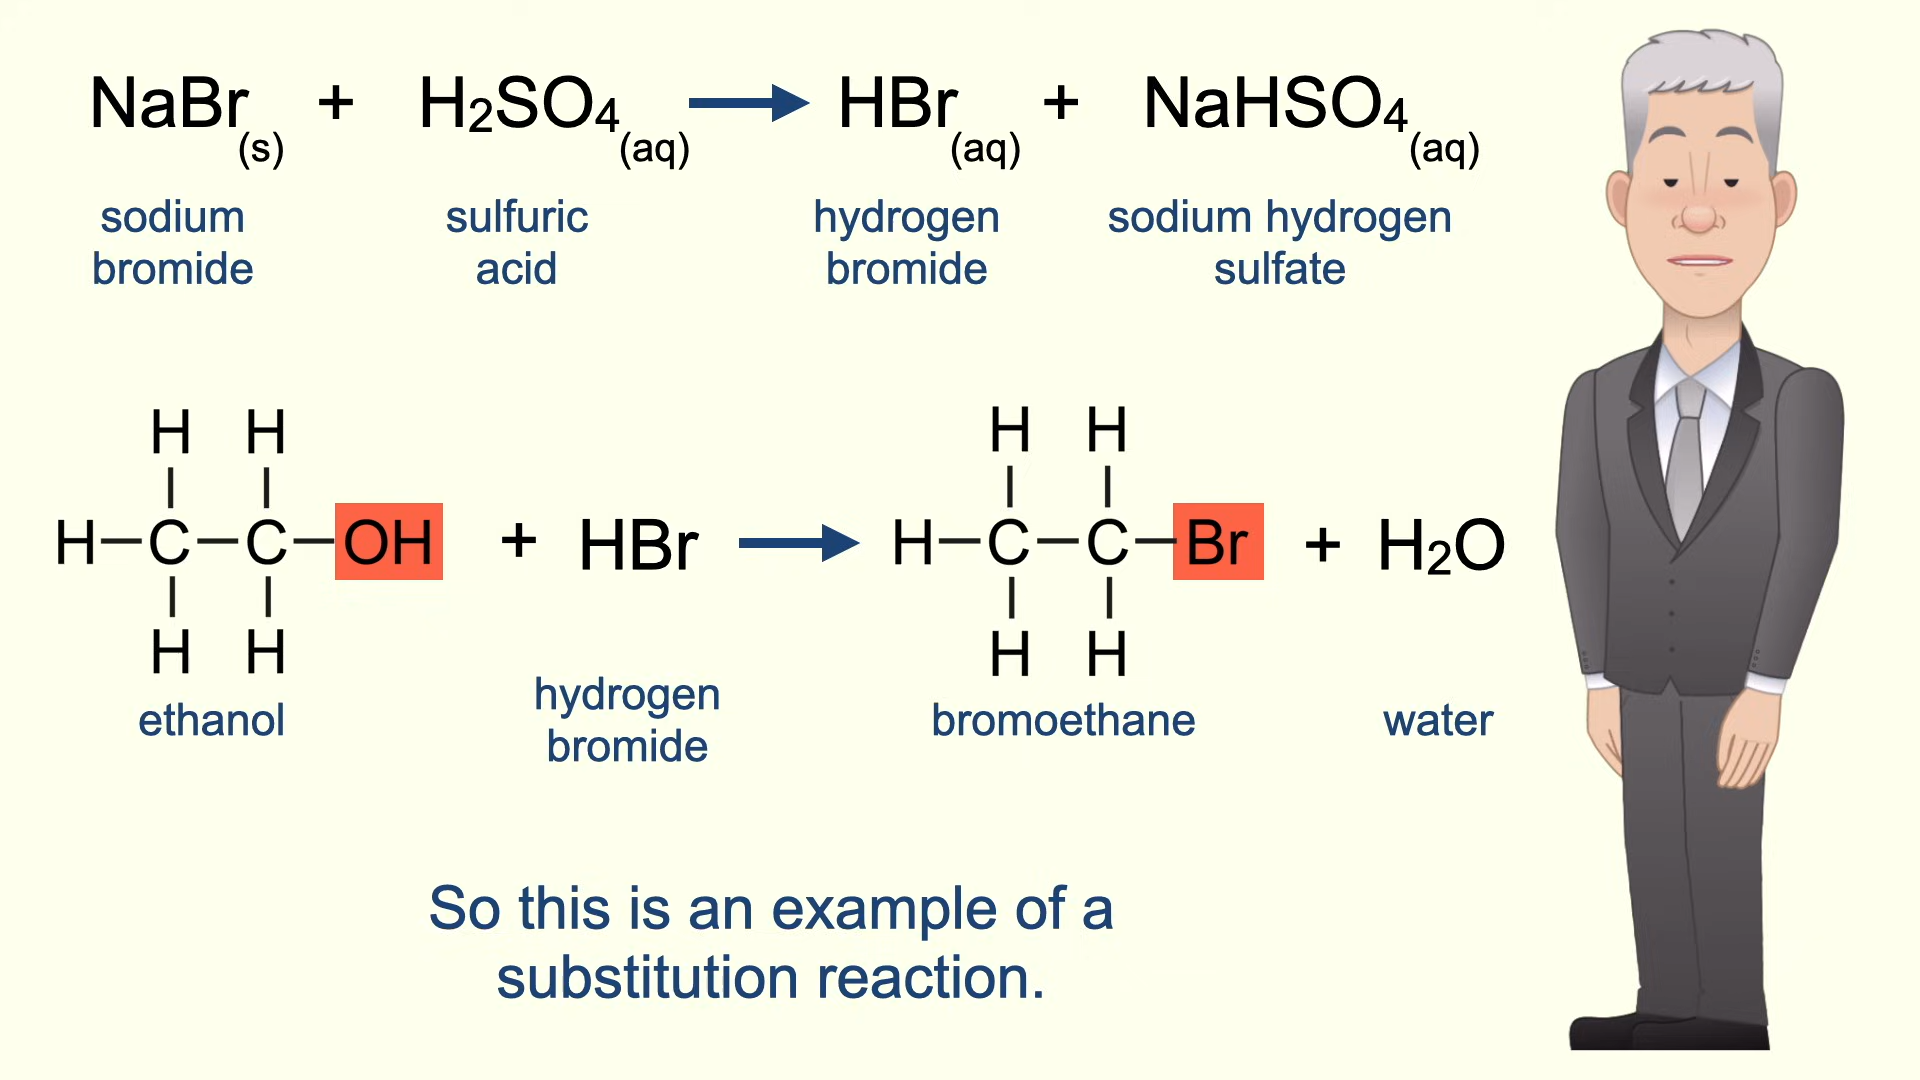 NaBr(s) + H2SO4(aq) → HBr(aq) + NaHSO4(aq)
sodium bromide
sulfuric acid
hydrogen bromide
sodium hydrogen sulfate
H H
H—C—C—OH + HBr → H—C—C—Br + H2O
H H
H H
H H
ethanol
hydrogen bromide
bromoethane
water
So this is an example of a
substitution reaction.